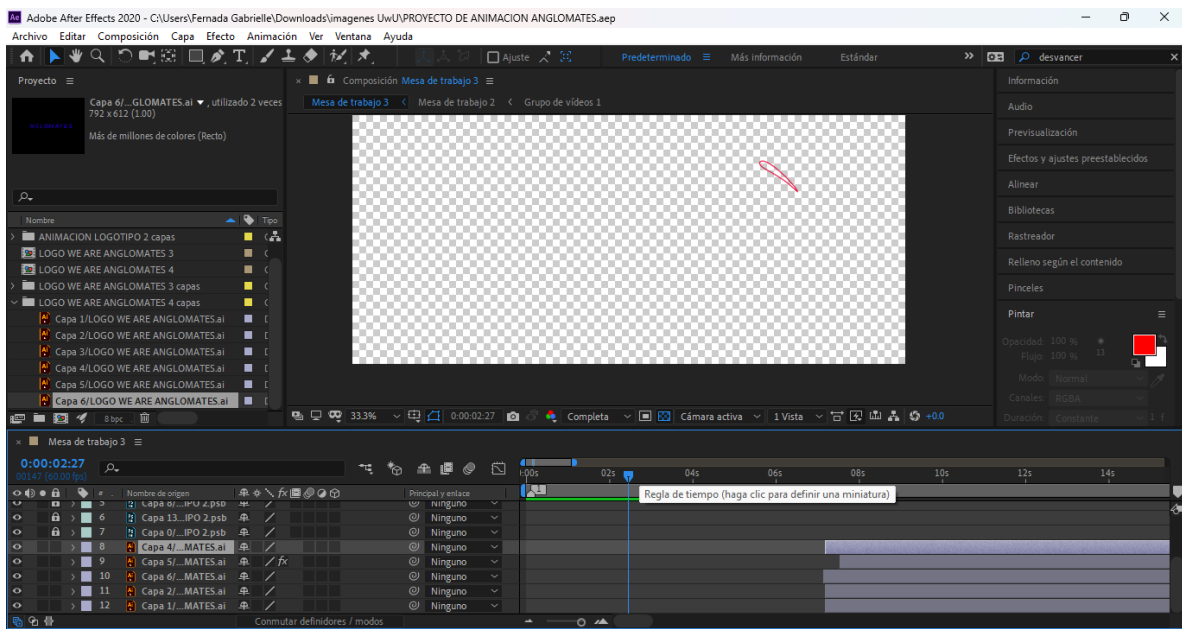 Adobe After Effects 2020 - C:\Users\Fernada Gabrielle\Downloads\imagenes UwU\PROYECTO DE ANIMACION ANGLOMATES.aep
Archivo Editar Composición Capa Efecto Animación Ver Ventana Ayuda
Ajuste Predeterminado Más información Estándar desvancer
Proyecto
Composición Mesa de trabajo 3
Información
Capa 6/...GLOMATES.ai , utilizado 2 veces
792 x 612 (1.00)
Más de millones de colores (Recto)
Mesa de trabajo 3 Mesa de trabajo 2 Grupo de vídeos 1
Audio
Previsualización
Efectos y ajustes preestablecidos
Alinear
Bibliotecas
Rastreador
Relleno según el contenido
Pinceles
Pintar
Nombre Tipo
ANIMACION LOGOTIPO 2 capas
LOGO WE ARE ANGLOMATES 3
LOGO WE ARE ANGLOMATES 4
LOGO WE ARE ANGLOMATES 3 capas
LOGO WE ARE ANGLOMATES 4 capas
Capa 1/LOGO WE ARE ANGLOMATES.ai
Capa 2/LOGO WE ARE ANGLOMATES.ai
Capa 3/LOGO WE ARE ANGLOMATES.ai
Capa 4/LOGO WE ARE ANGLOMATES.ai
Capa 5/LOGO WE ARE ANGLOMATES.ai
Capa 6/LOGO WE ARE ANGLOMATES.ai
Opacidad: 100 %
Flujo: 100 % 13
Modo: Normal
Canales: RGBA
Duración: Constante 1 f
8 bpc
33.3% 0:00:02:27 Completa Cámara activa 1 Vista +0.0
Mesa de trabajo 3
0:00:02:27
00147 (60.00 fps)
02s 04s 06s 08s 10s 12s 14s
# Nombre de origen Principal y enlace
1
Regla de tiempo (haga clic para definir una miniatura)
5 Capa 8/...IPO 2.psb Ninguno
6 Capa 13...IPO 2.psb Ninguno
7 Capa 0/...IPO 2.psb Ninguno
8 Capa 4/...MATES.ai Ninguno
9 Capa 5/...MATES.ai fx Ninguno
10 Capa 6/...MATES.ai Ninguno
11 Capa 2/...MATES.ai Ninguno
12 Capa 1/...MATES.ai Ninguno
Conmutar definidores / modos